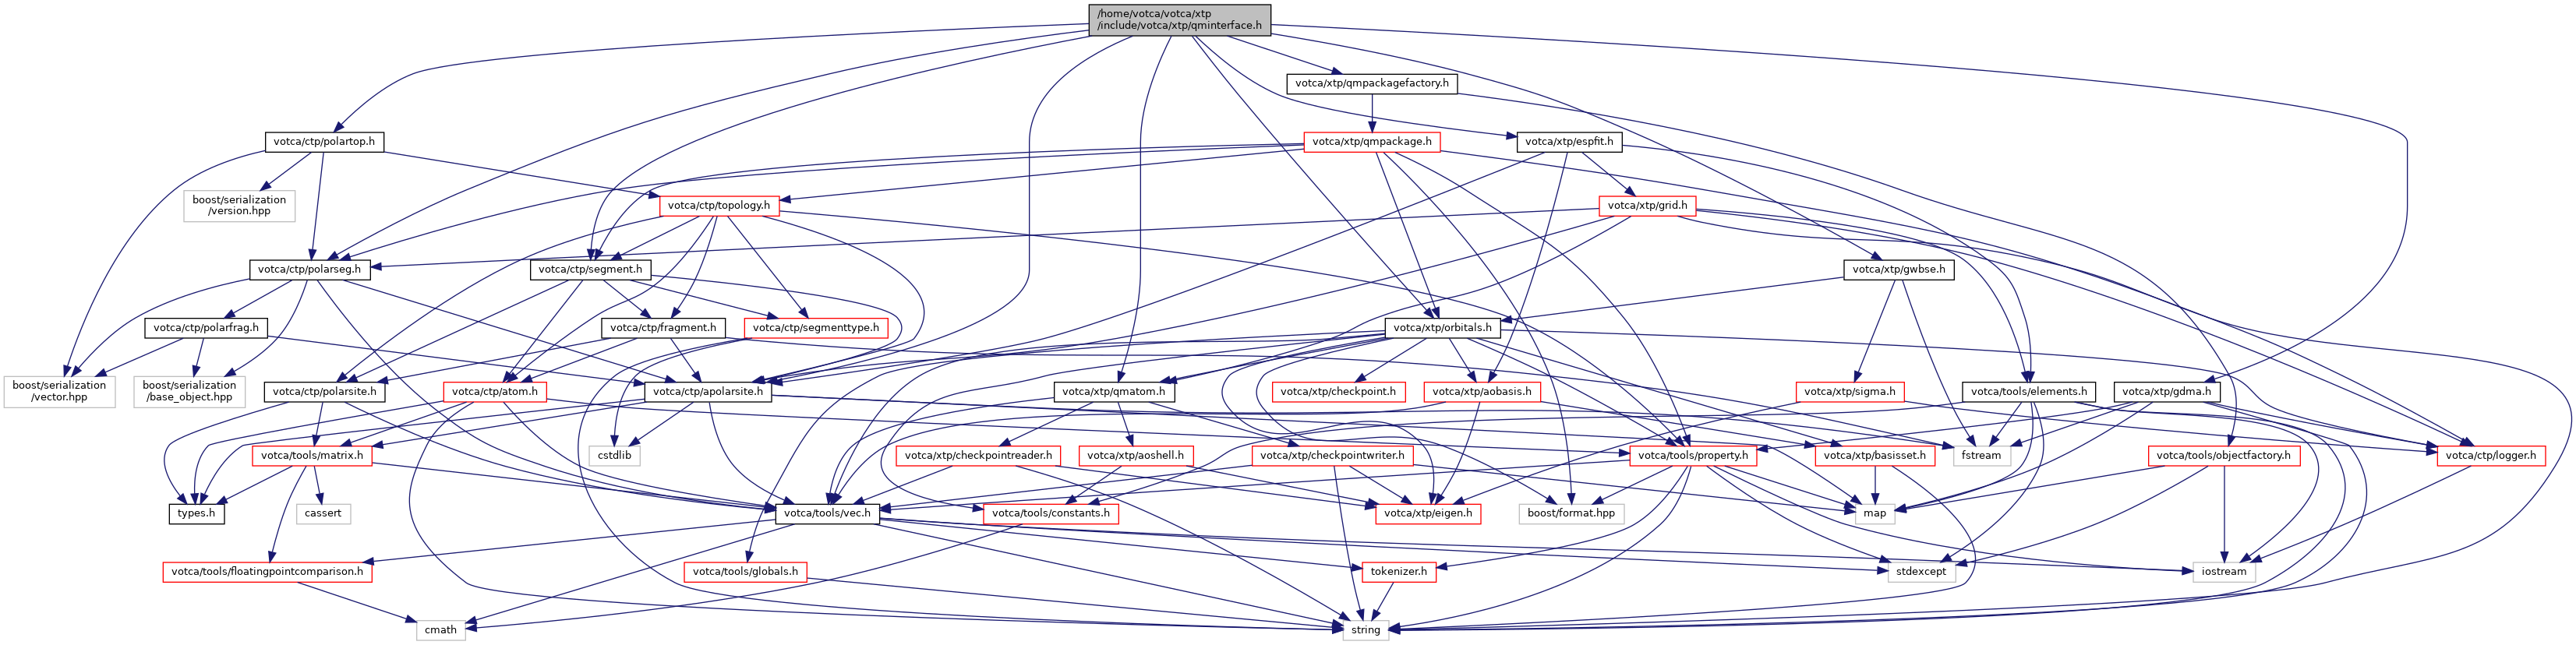 /home/votca/votca/xtp
/include/votca/xtp/qminterface.h
votca/xtp/qmpackagefactory.h
votca/ctp/polartop.h
votca/xtp/qmpackage.h
votca/xtp/espfit.h
boost/serialization
/version.hpp
votca/ctp/topology.h
votca/xtp/grid.h
votca/ctp/polarseg.h
votca/ctp/segment.h
votca/xtp/gwbse.h
votca/ctp/polarfrag.h
votca/ctp/fragment.h
votca/ctp/segmenttype.h
votca/xtp/orbitals.h
boost/serialization
/vector.hpp
boost/serialization
/base_object.hpp
votca/ctp/polarsite.h
votca/ctp/atom.h
votca/ctp/apolarsite.h
votca/xtp/qmatom.h
votca/xtp/checkpoint.h
votca/xtp/aobasis.h
votca/xtp/sigma.h
votca/tools/elements.h
votca/xtp/gdma.h
votca/tools/matrix.h
cstdlib
votca/xtp/checkpointreader.h
votca/xtp/aoshell.h
votca/xtp/checkpointwriter.h
votca/tools/property.h
votca/xtp/basisset.h
fstream
votca/tools/objectfactory.h
votca/ctp/logger.h
types.h
cassert
votca/tools/vec.h
votca/tools/constants.h
votca/xtp/eigen.h
boost/format.hpp
map
votca/tools/floatingpointcomparison.h
votca/tools/globals.h
tokenizer.h
stdexcept
iostream
cmath
string